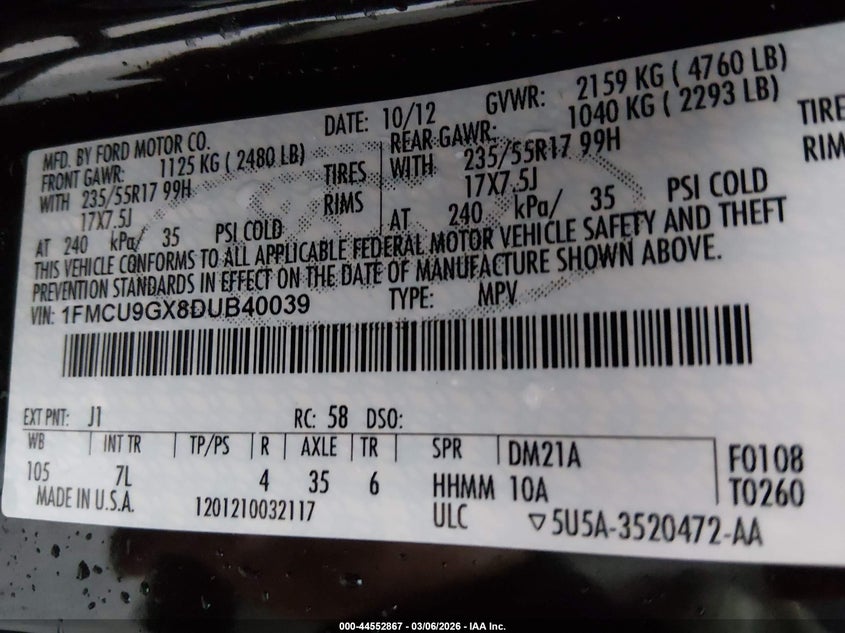 MFD. BY FORD MOTOR CO.
DATE: 10/12
GVWR: 2159 KG ( 4760 LB)
FRONT GAWR: 1125 KG ( 2480 LB)
REAR GAWR: 1040 KG ( 2293 LB)
WITH 235/55R17 99H TIRES
WITH 235/55R17 99H TIRE
17X7.5J RIMS
17X7.5J RIM
AT 240 kPa/ 35 PSI COLD
AT 240 kPa/ 35 PSI COLD
THIS VEHICLE CONFORMS TO ALL APPLICABLE FEDERAL MOTOR VEHICLE SAFETY AND THEFT
PREVENTION STANDARDS IN EFFECT ON THE DATE OF MANUFACTURE SHOWN ABOVE.
VIN: 1FMCU9GX8DUB40039
TYPE: MPV
EXT PNT: J1 RC: 58 DSO:
WB INT TR TP/PS R AXLE TR SPR DM21A F0108
105 7L 4 35 6 HHMM 10A T0260
MADE IN U.S.A. 1201210032117 ULC ▽5U5A-3520472-AA
000-44552867 - 03/06/2026 - IAA Inc.